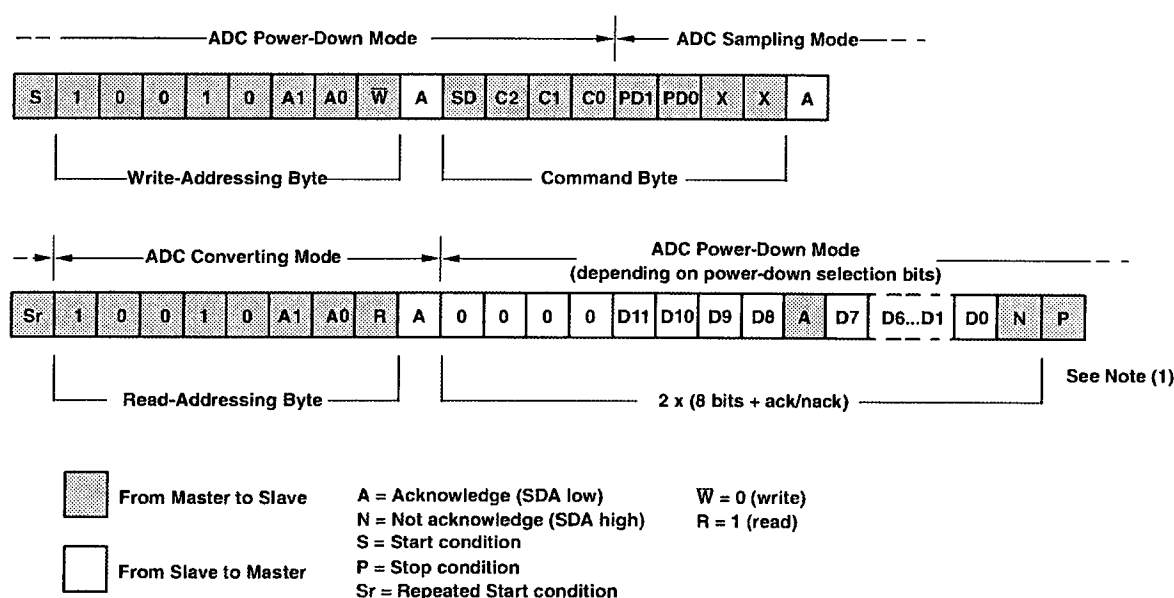 ADC Power-Down Mode ADC Sampling Mode
S 1 0 0 1 0 A1 A0 W̅ A SD C2 C1 C0 PD1 PD0 X X A
Write-Addressing Byte Command Byte
ADC Converting Mode ADC Power-Down Mode
(depending on power-down selection bits)
Sr 1 0 0 1 0 A1 A0 R A 0 0 0 0 D11 D10 D9 D8 A D7 D6...D1 D0 N P
See Note (1)
Read-Addressing Byte 2 x (8 bits + ack/nack)
From Master to Slave
A = Acknowledge (SDA low)
N = Not acknowledge (SDA high)
S = Start condition
P = Stop condition
Sr = Repeated Start condition
W̅ = 0 (write)
R = 1 (read)
From Slave to Master